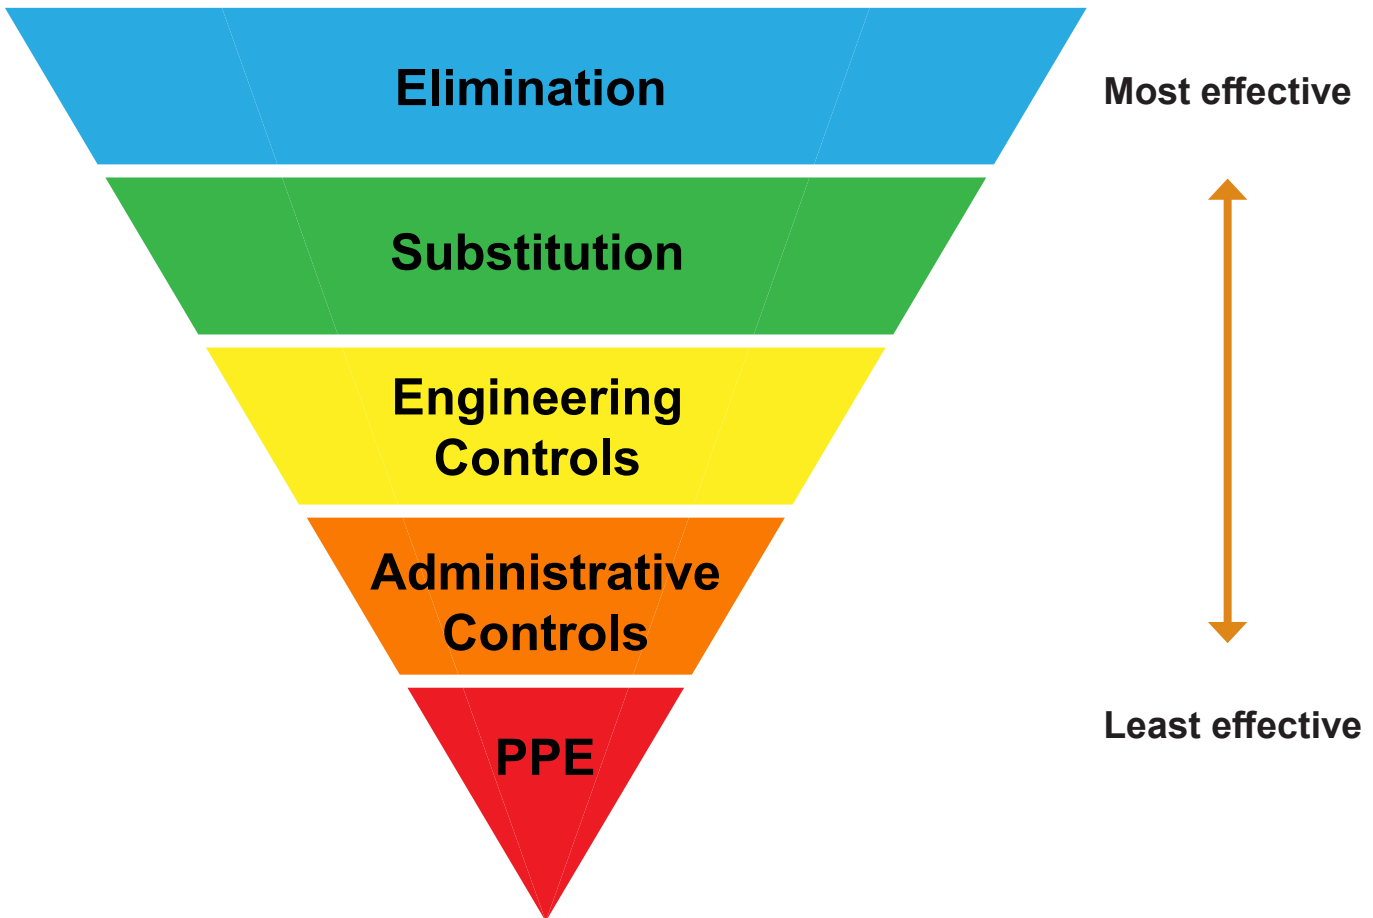 Elimination
Most effective
Substitution
Engineering
Controls
Administrative
Controls
PPE
Least effective